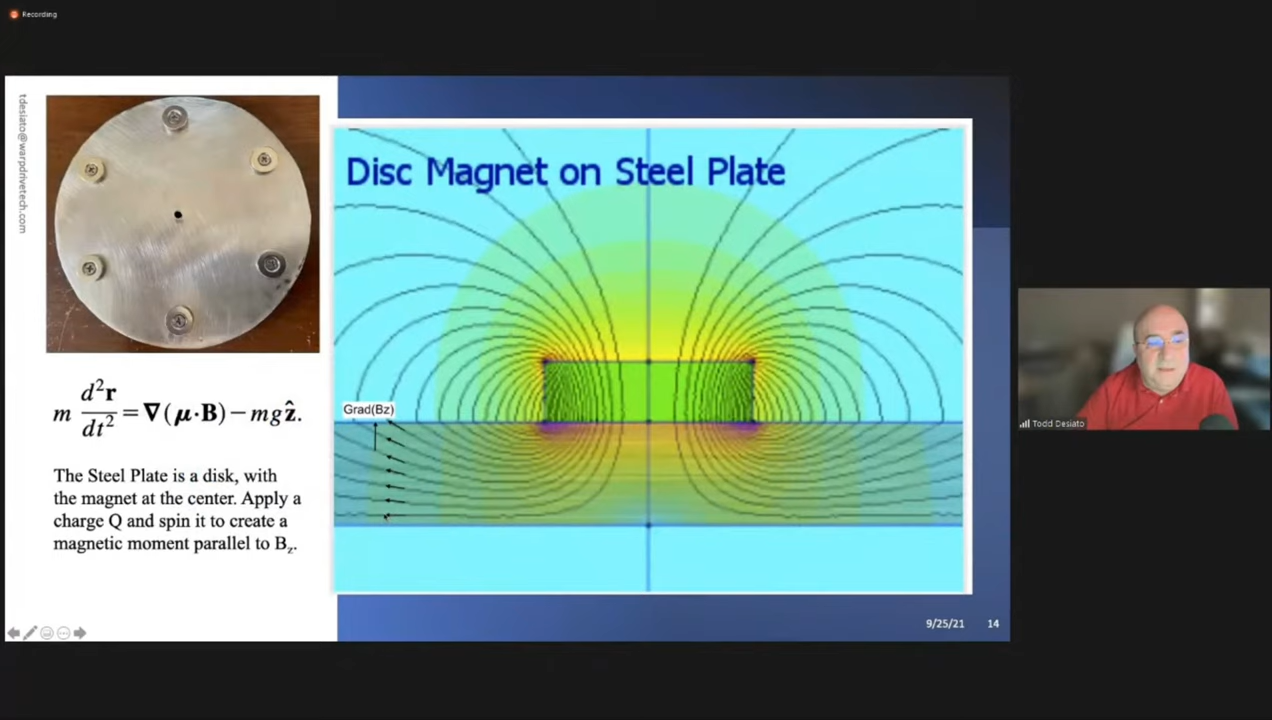 Recording
tdesiato@warpdrivetech.com
Disc Magnet on Steel Plate
Grad(Bz)
m d²r/dt² = ∇(μ·B) − mgẑ.
The Steel Plate is a disk, with
the magnet at the center. Apply a
charge Q and spin it to create a
magnetic moment parallel to B_z.
Todd Desiato
9/25/21 14